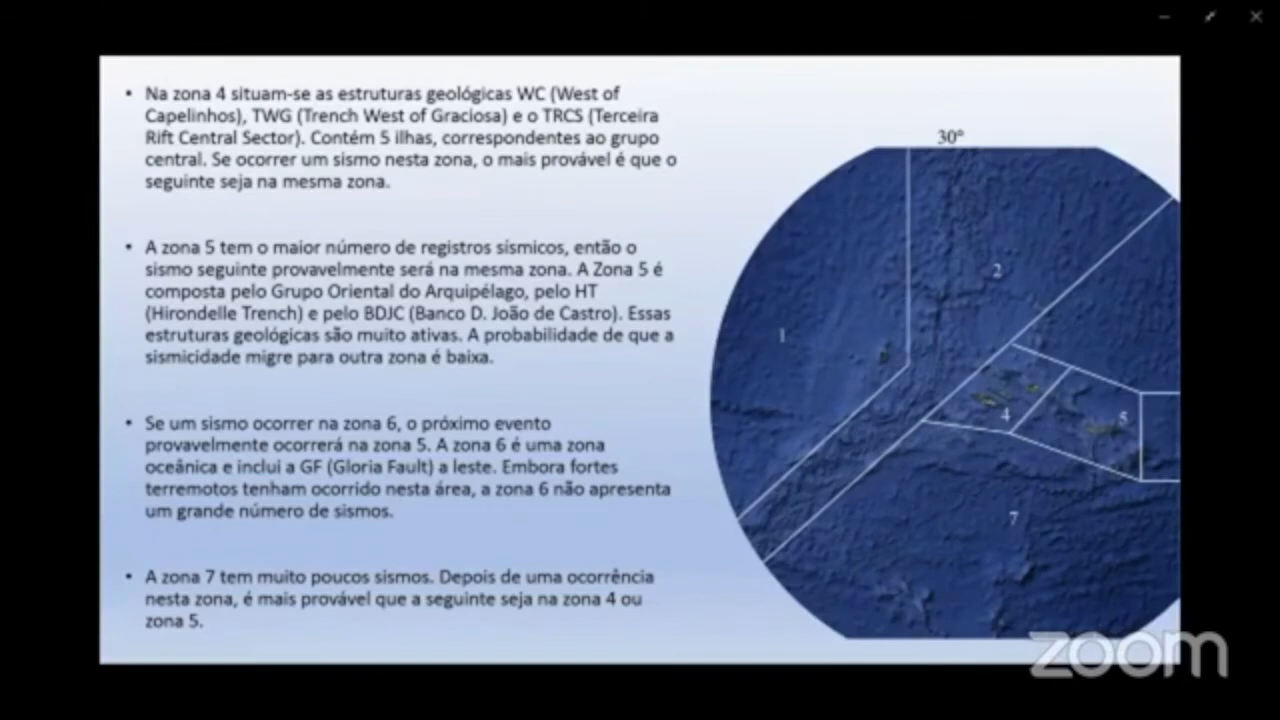 • Na zona 4 situam-se as estruturas geológicas WC (West of
Capelinhos), TWG (Trench West of Graciosa) e o TRCS (Terceira
Rift Central Sector). Contém 5 ilhas, correspondentes ao grupo
central. Se ocorrer um sismo nesta zona, o mais provável é que o
seguinte seja na mesma zona.
• A zona 5 tem o maior número de registros sísmicos, então o
sismo seguinte provavelmente será na mesma zona. A Zona 5 é
composta pelo Grupo Oriental do Arquipélago, pelo HT
(Hirondelle Trench) e pelo BDJC (Banco D. João de Castro). Essas
estruturas geológicas são muito ativas. A probabilidade de que a
sismicidade migre para outra zona é baixa.
• Se um sismo ocorrer na zona 6, o próximo evento
provavelmente ocorrerá na zona 5. A zona 6 é uma zona
oceânica e inclui a GF (Gloria Fault) a leste. Embora fortes
terremotos tenham ocorrido nesta área, a zona 6 não apresenta
um grande número de sismos.
• A zona 7 tem muito poucos sismos. Depois de uma ocorrência
nesta zona, é mais provável que a seguinte seja na zona 4 ou
zona 5.
30°
2
1
4
5
7
zoom